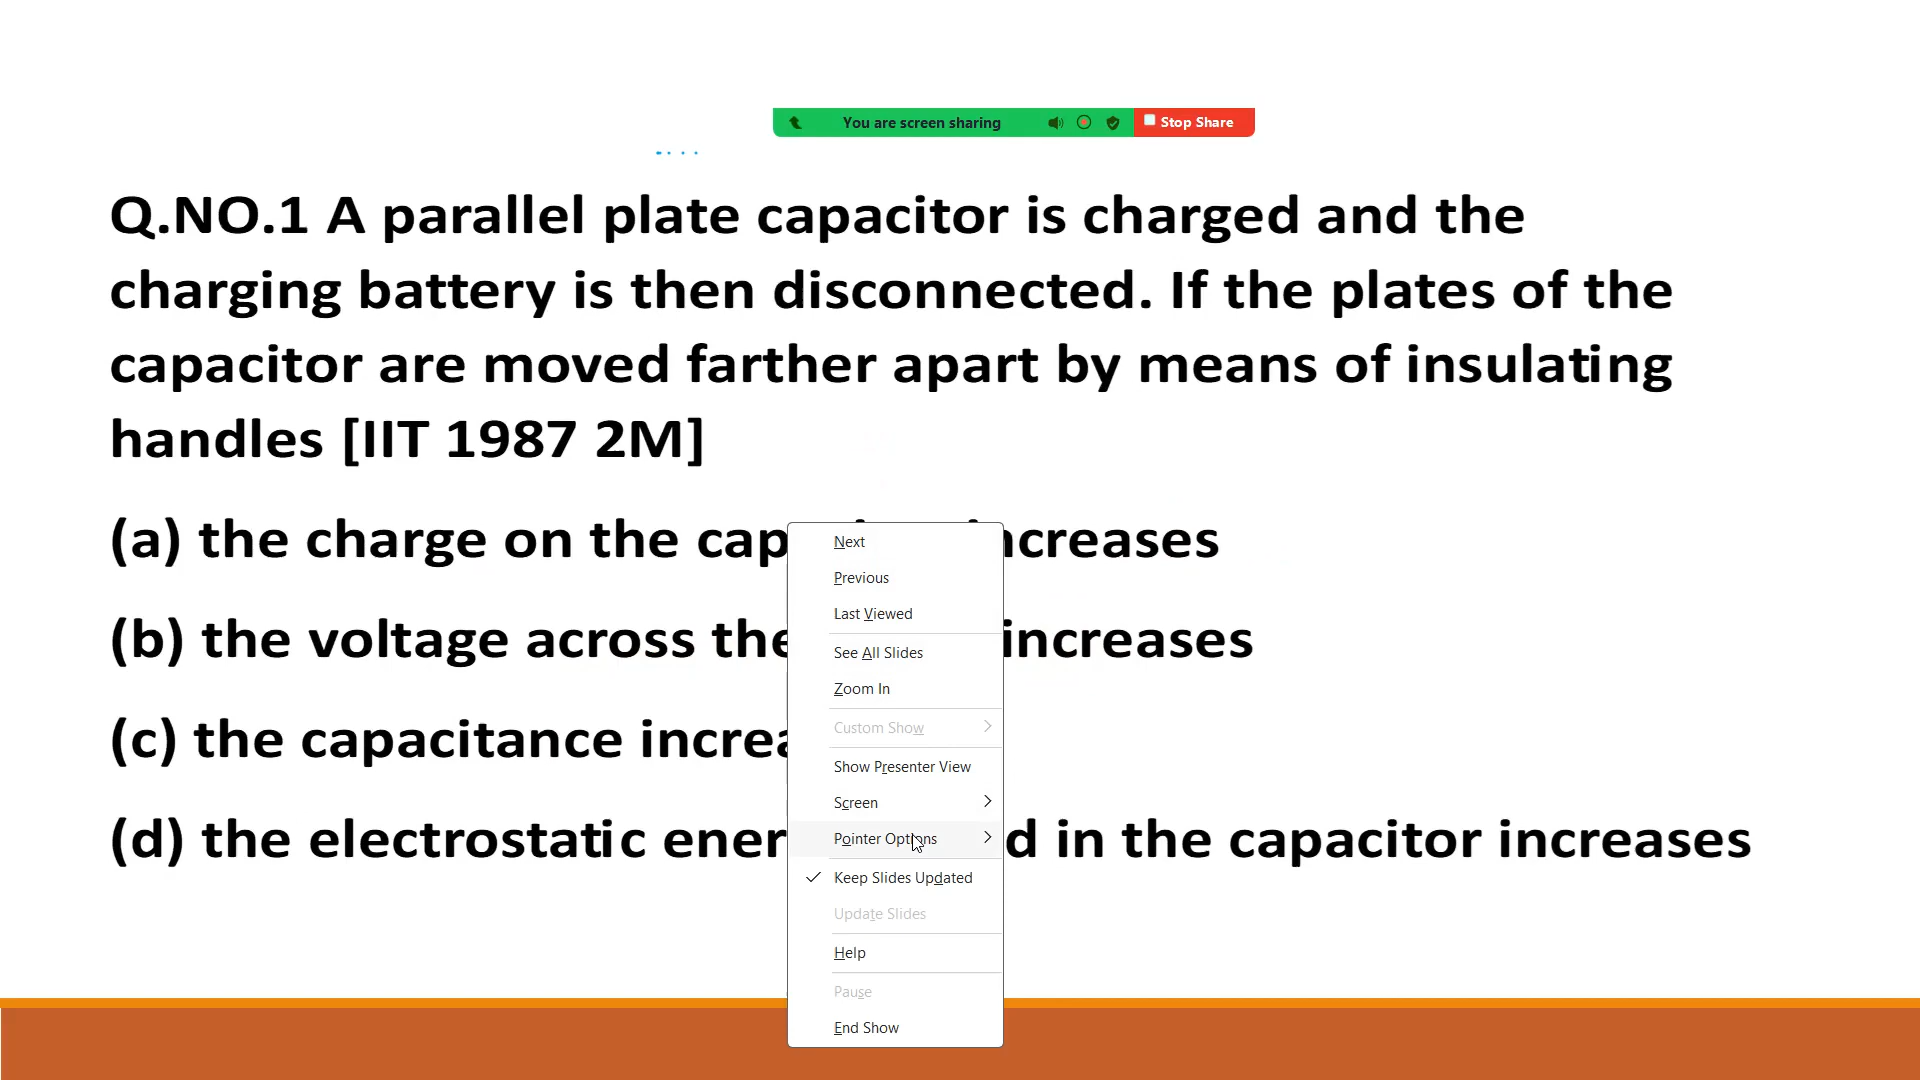 You are screen sharing
Stop Share
Q.NO.1 A parallel plate capacitor is charged and the
charging battery is then disconnected. If the plates of the
capacitor are moved farther apart by means of insulating
handles [IIT 1987 2M]
(a) the charge on the cap creases
(b) the voltage across the increases
(c) the capacitance increa
(d) the electrostatic ener d in the capacitor increases
Next
Previous
Last Viewed
See All Slides
Zoom In
Custom Show
Show Presenter View
Screen
Pointer Options
Keep Slides Updated
Update Slides
Help
Pause
End Show